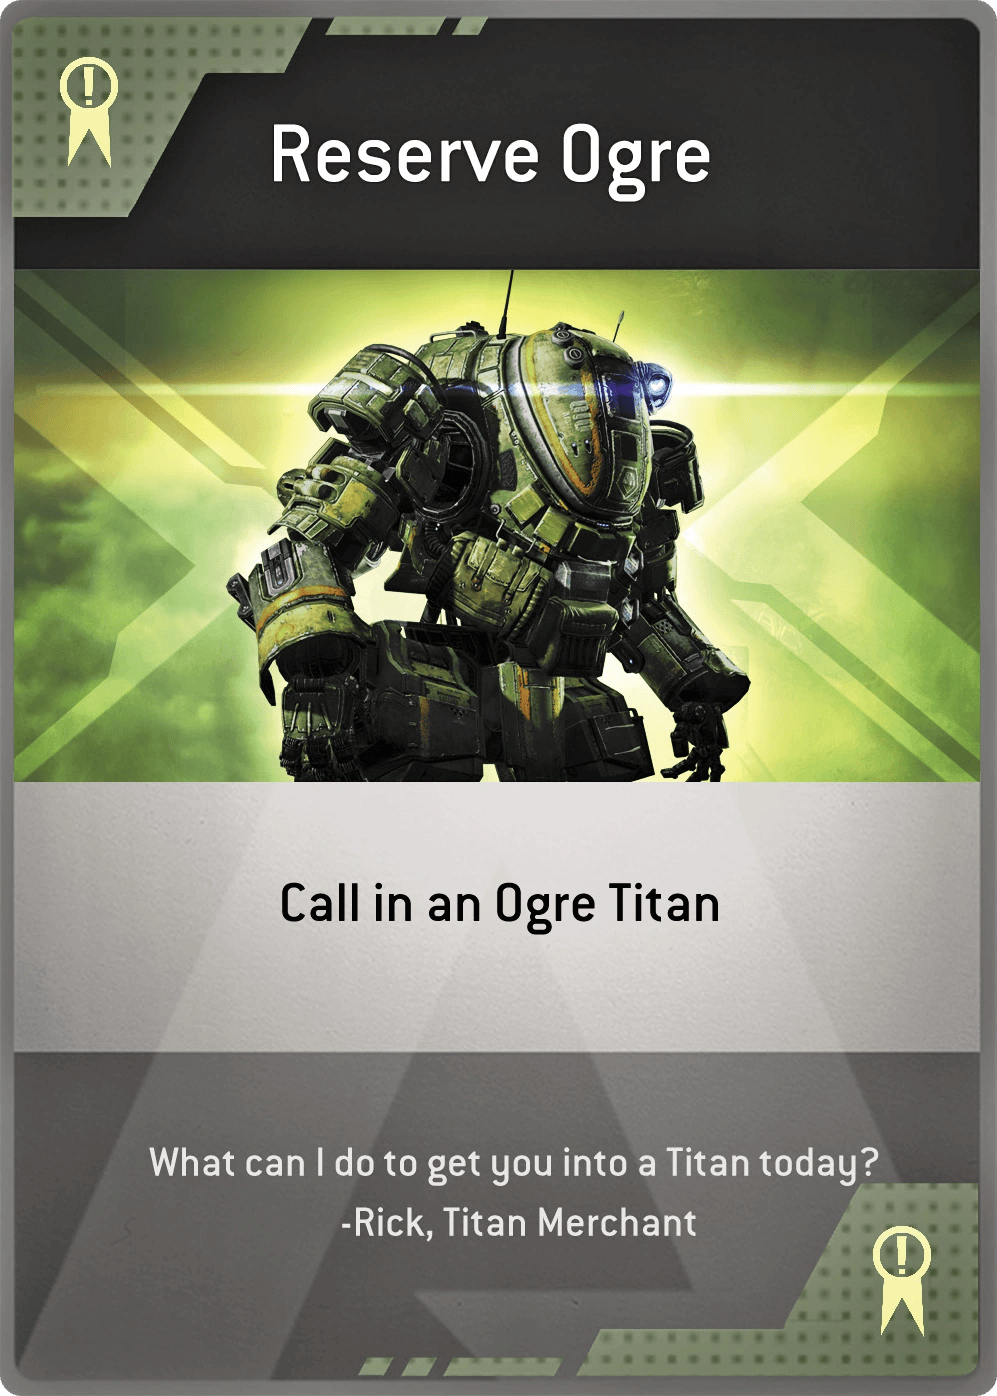 Reserve Ogre
Call in an Ogre Titan
What can I do to get you into a Titan today?
-Rick, Titan Merchant